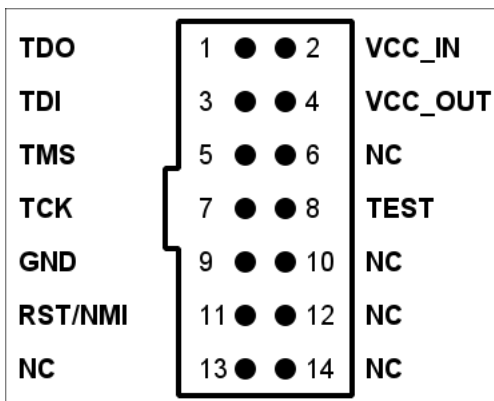 TDO 1 2 VCC_IN
TDI 3 4 VCC_OUT
TMS 5 6 NC
TCK 7 8 TEST
GND 9 10 NC
RST/NMI 11 12 NC
NC 13 14 NC